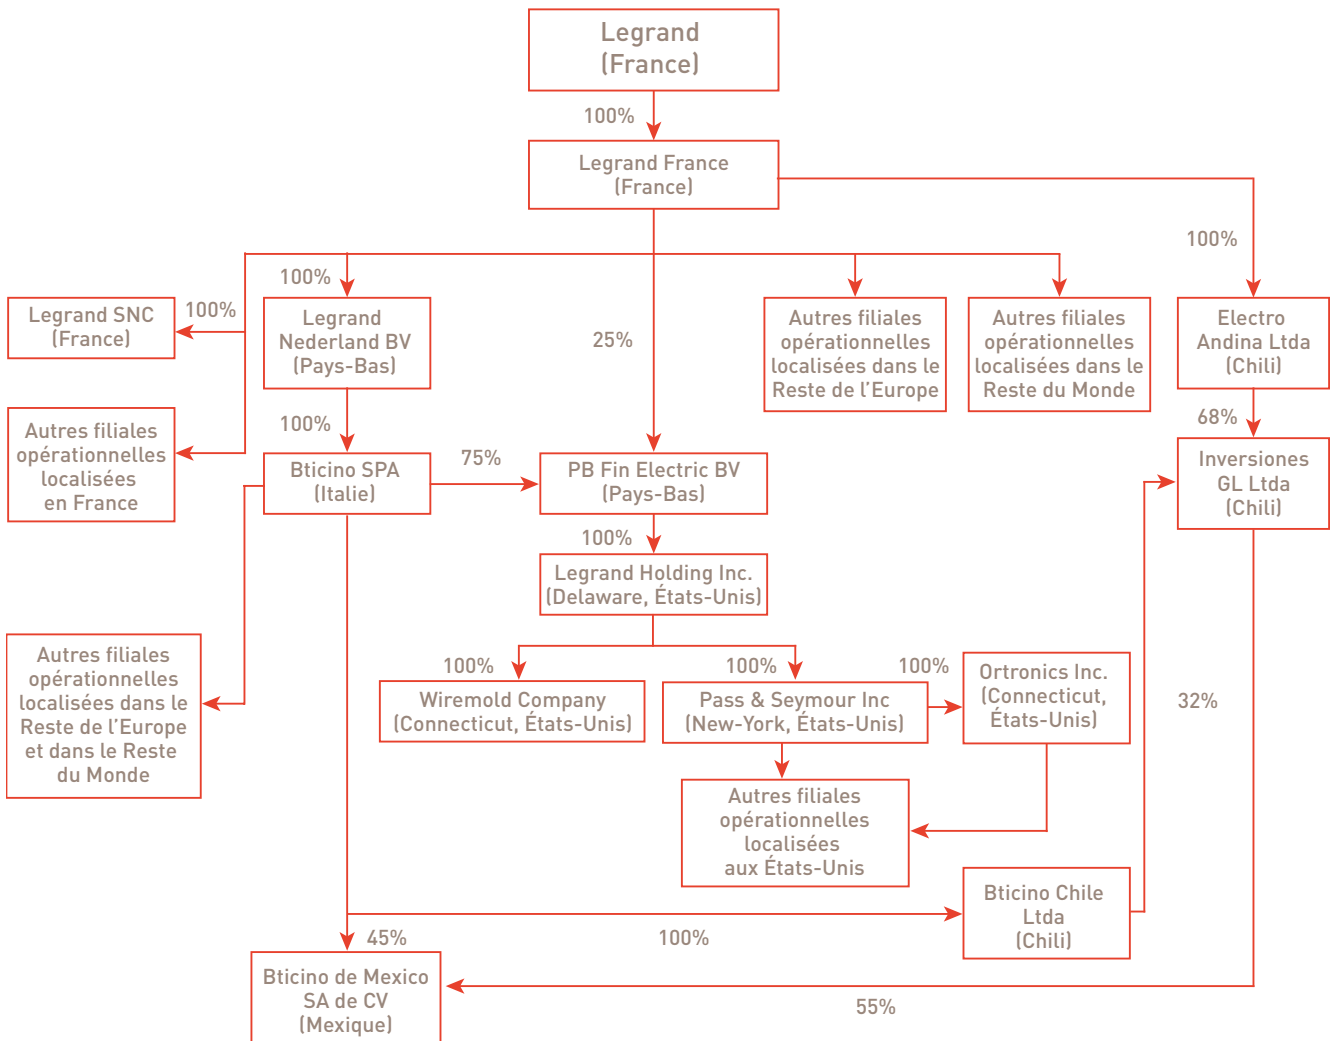 Legrand
(France)
100%
Legrand France
(France)
100%
100%
Legrand SNC
(France)
100%
Legrand
Nederland BV
(Pays-Bas)
25%
Autres filiales
opérationnelles
localisées dans le
Reste de l'Europe
Autres filiales
opérationnelles
localisées dans le
Reste du Monde
Electro
Andina Ltda
(Chili)
Autres filiales
opérationnelles
localisées
en France
100%
68%
Bticino SPA
(Italie)
75%
PB Fin Electric BV
(Pays-Bas)
Inversiones
GL Ltda
(Chili)
100%
Legrand Holding Inc.
(Delaware, États-Unis)
Autres filiales
opérationnelles
localisées dans le
Reste de l'Europe
et dans le Reste
du Monde
100%
Wiremold Company
(Connecticut, États-Unis)
100%
Pass & Seymour Inc
(New-York, États-Unis)
100%
Ortronics Inc.
(Connecticut,
États-Unis)
32%
Autres filiales
opérationnelles
localisées
aux États-Unis
Bticino Chile
Ltda
(Chili)
45%
100%
Bticino de Mexico
SA de CV
(Mexique)
55%